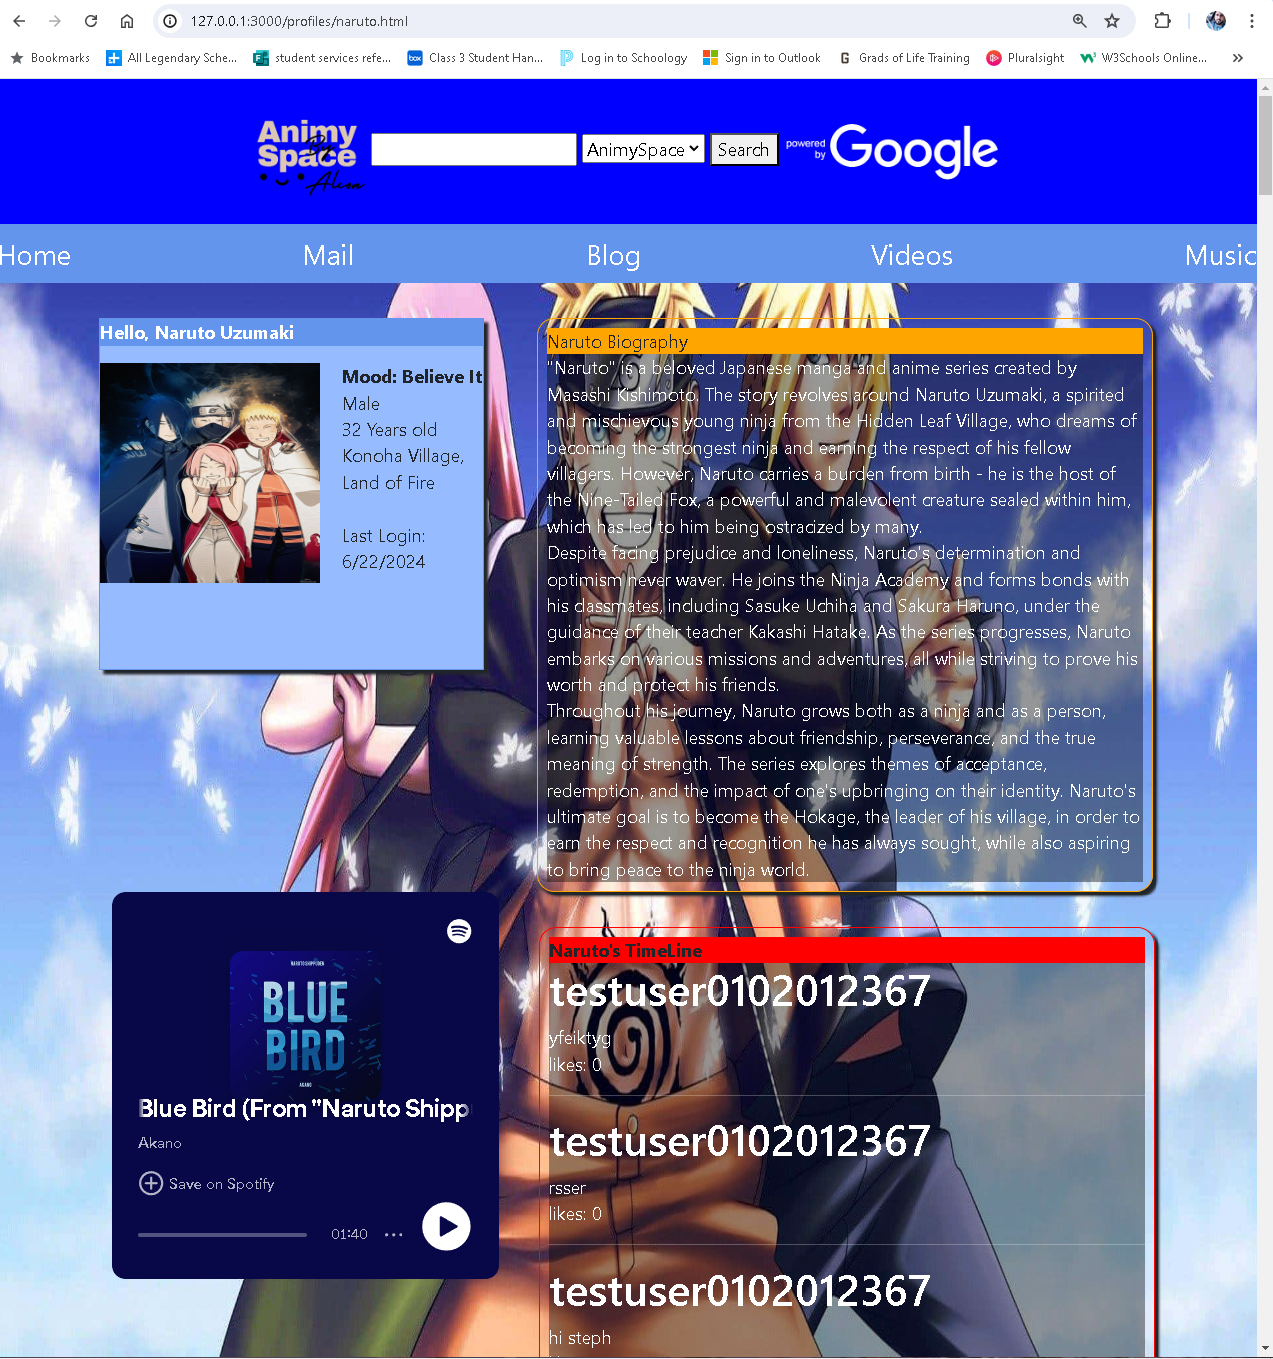 127.0.0.1:3000/profiles/naruto.html
Bookmarks
All Legendary Sche...
student services refe...
box
Class 3 Student Han...
Log in to Schoology
Sign in to Outlook
G
Grads of Life Training
Pluralsight
W3Schools Online...
Animy
Space
By
Alisa
AnimySpace
Search
powered
by
Google
Home
Mail
Blog
Videos
Music
Hello, Naruto Uzumaki
Mood: Believe It
Male
32 Years old
Konoha Village,
Land of Fire
Last Login:
6/22/2024
Naruto Biography
"Naruto" is a beloved Japanese manga and anime series created by
Masashi Kishimoto. The story revolves around Naruto Uzumaki, a spirited
and mischievous young ninja from the Hidden Leaf Village, who dreams of
becoming the strongest ninja and earning the respect of his fellow
villagers. However, Naruto carries a burden from birth - he is the host of
the Nine-Tailed Fox, a powerful and malevolent creature sealed within him,
which has led to him being ostracized by many.
Despite facing prejudice and loneliness, Naruto's determination and
optimism never waver. He joins the Ninja Academy and forms bonds with
his classmates, including Sasuke Uchiha and Sakura Haruno, under the
guidance of their teacher Kakashi Hatake. As the series progresses, Naruto
embarks on various missions and adventures, all while striving to prove his
worth and protect his friends.
Throughout his journey, Naruto grows both as a ninja and as a person,
learning valuable lessons about friendship, perseverance, and the true
meaning of strength. The series explores themes of acceptance,
redemption, and the impact of one's upbringing on their identity. Naruto's
ultimate goal is to become the Hokage, the leader of his village, in order to
earn the respect and recognition he has always sought, while also aspiring
to bring peace to the ninja world.
NARUTO SHIPPUDEN
BLUE
BIRD
AKANO
Blue Bird (From "Naruto Shipp
Akano
Save on Spotify
01:40
Naruto's TimeLine
testuser0102012367
yfeiktyg
likes: 0
testuser0102012367
rsser
likes: 0
testuser0102012367
hi steph